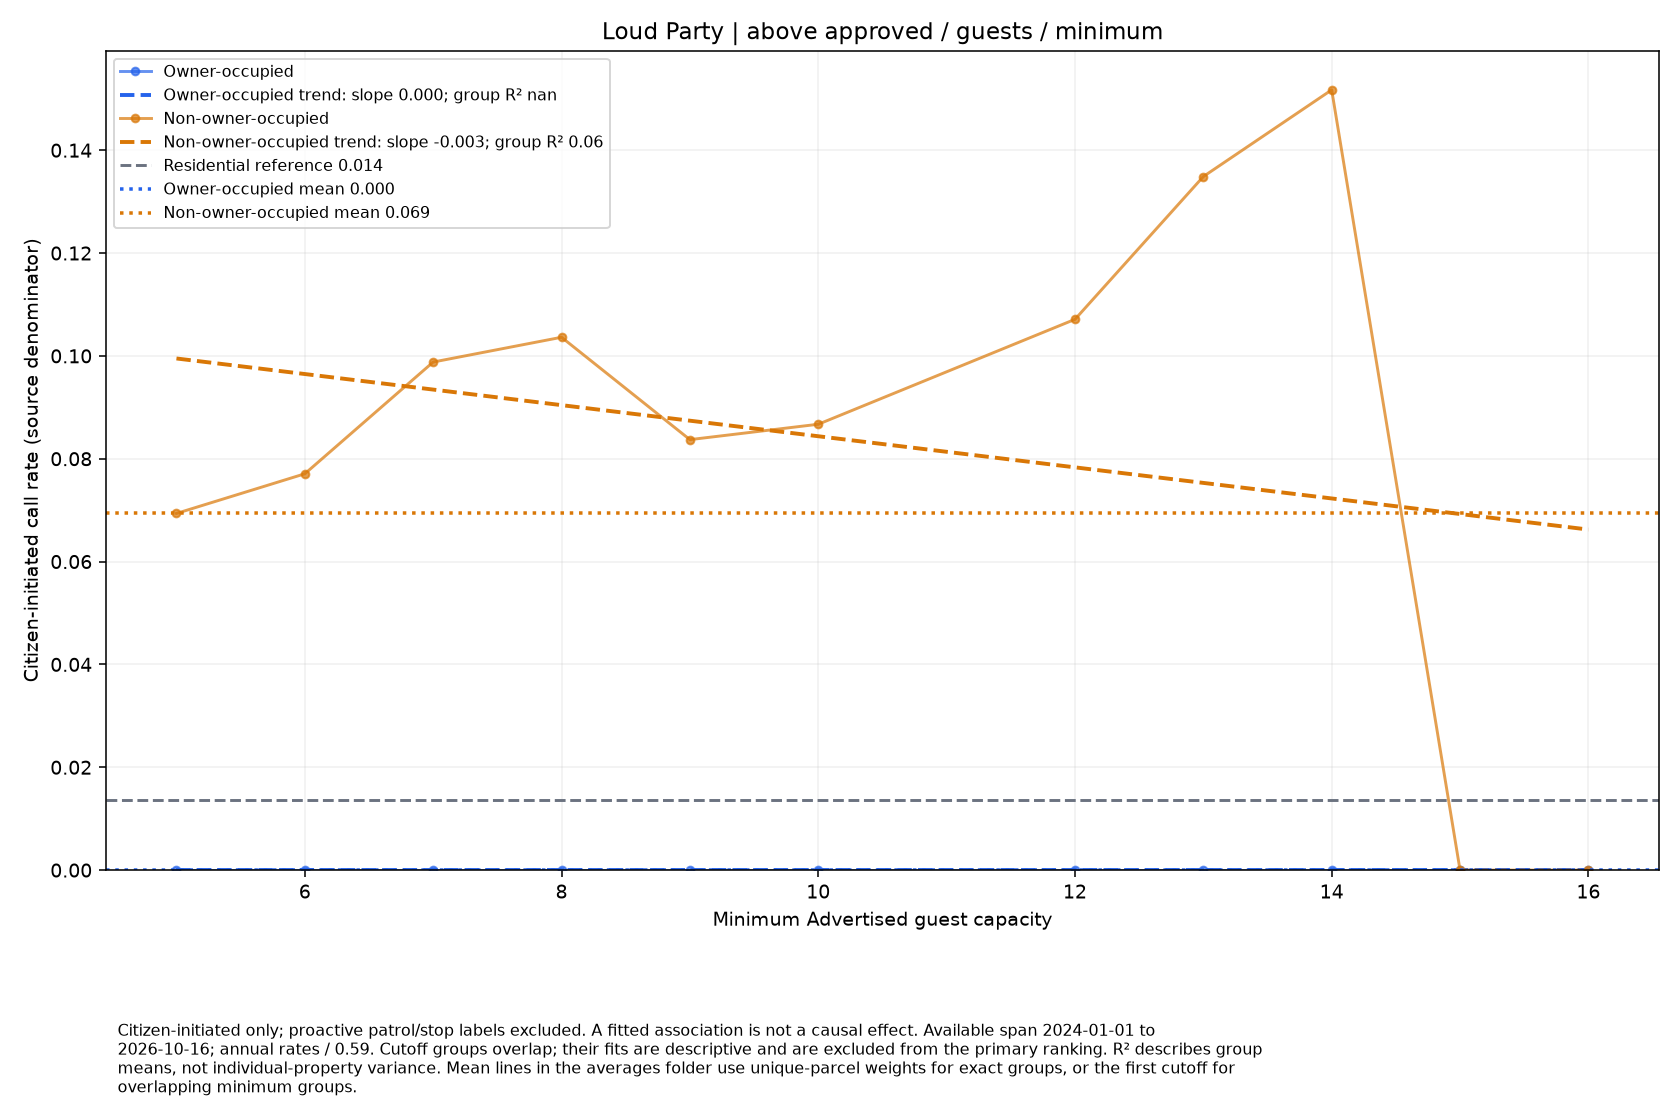 Loud Party | above approved / guests / minimum
Owner-occupied
Owner-occupied trend: slope 0.000; group R² nan
Non-owner-occupied
Non-owner-occupied trend: slope -0.003; group R² 0.06
Residential reference 0.014
Owner-occupied mean 0.000
Non-owner-occupied mean 0.069
Citizen-initiated call rate (source denominator)
0.14
0.12
0.10
0.08
0.06
0.04
0.02
0.00
6 8 10 12 14 16
Minimum Advertised guest capacity
Citizen-initiated only; proactive patrol/stop labels excluded. A fitted association is not a causal effect. Available span 2024-01-01 to
2026-10-16; annual rates / 0.59. Cutoff groups overlap; their fits are descriptive and are excluded from the primary ranking. R² describes group
means, not individual-property variance. Mean lines in the averages folder use unique-parcel weights for exact groups, or the first cutoff for
overlapping minimum groups.